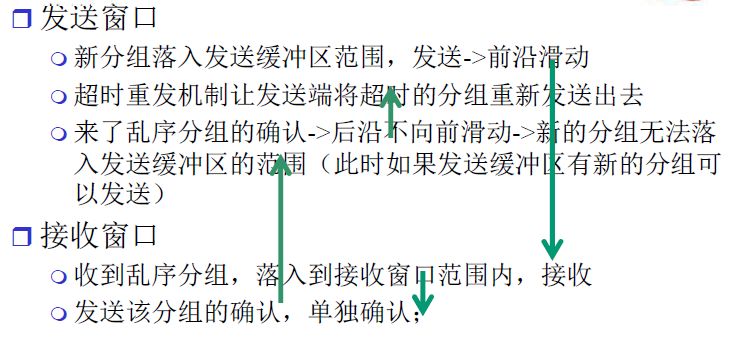 发送窗口
新分组落入发送缓冲区范围，发送->前沿滑动
超时重发机制让发送端将超时的分组重新发送出去
来了乱序分组的确认->后沿不向前滑动->新的分组无法落
入发送缓冲区的范围（此时如果发送缓冲区有新的分组可
以发送）
接收窗口
收到乱序分组，落入到接收窗口范围内，接收
发送该分组的确认，单独确认；